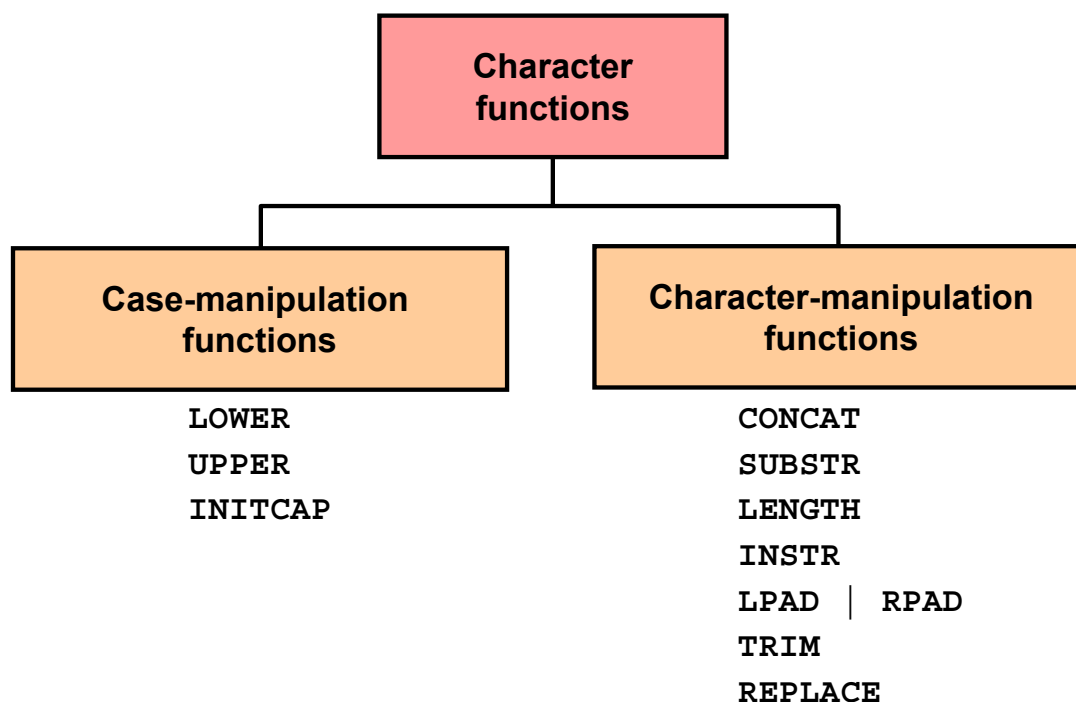 Character
functions
Case-manipulation
functions
LOWER
UPPER
INITCAP
Character-manipulation
functions
CONCAT
SUBSTR
LENGTH
INSTR
LPAD | RPAD
TRIM
REPLACE